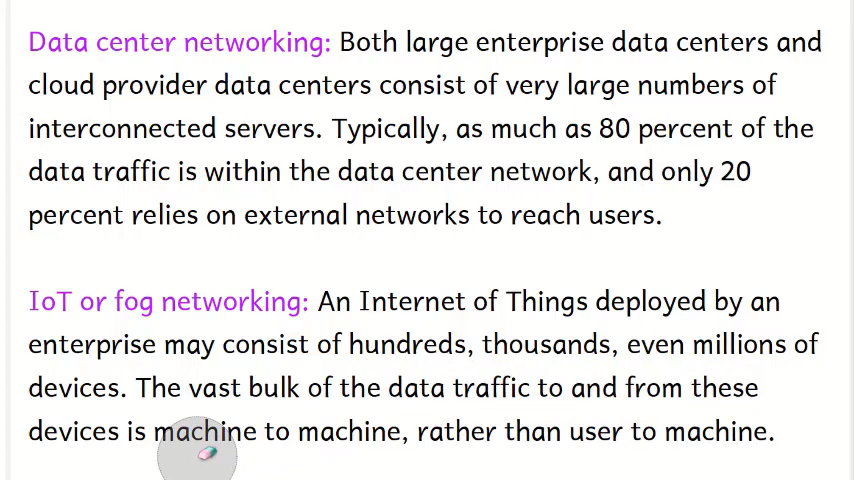 Data center networking: Both large enterprise data centers and
cloud provider data centers consist of very large numbers of
interconnected servers. Typically, as much as 80 percent of the
data traffic is within the data center network, and only 20
percent relies on external networks to reach users.
IoT or fog networking: An Internet of Things deployed by an
enterprise may consist of hundreds, thousands, even millions of
devices. The vast bulk of the data traffic to and from these
devices is machine to machine, rather than user to machine.